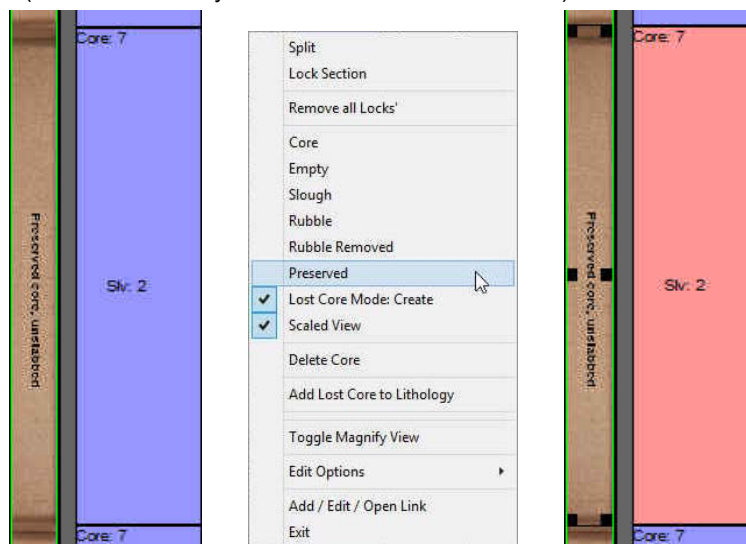 Core: 7
Preserved core, unslabbed
Slv: 2
Core: 7
Split
Lock Section
Remove all Locks'
Core
Empty
Slough
Rubble
Rubble Removed
Preserved
Lost Core Mode: Create
Scaled View
Delete Core
Add Lost Core to Lithology
Toggle Magnify View
Edit Options
Add / Edit / Open Link
Exit
Core: 7
Preserved core, unslabbed
Slv: 2
Core: 7